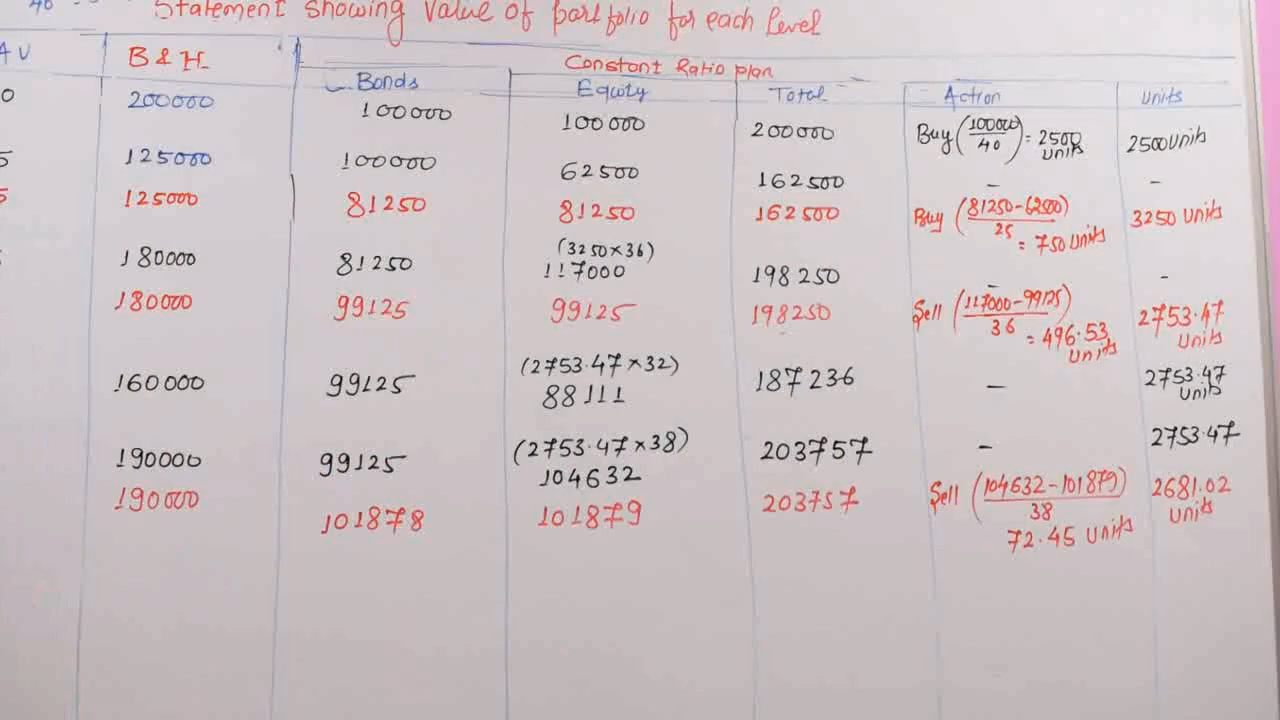 40
Statement showing value of portfolio for each level
AV B & H Constant Ratio plan
Bonds Equity Total Action Units
0 200000 100000 100000 200000 Buy (100000/40) = 2500 Units 2500 Units
5 125000 100000 62500 162500 - -
5 125000 81250 81250 162500 Buy (81250-62500)/25 3250 Units
= 750 Units
(3250×36)
180000 81250 117000 198250 - -
180000 99125 99125 198250 Sell (117000-99125)/36 2753.47 Units
= 496.53 Units
(2753.47×32)
160000 99125 88111 187236 - 2753.47 Units
(2753.47×38)
190000 99125 104632 203757 - 2753.47
190000 101878 101879 203757 Sell (104632-101879)/38 2681.02 Units
72.45 Units